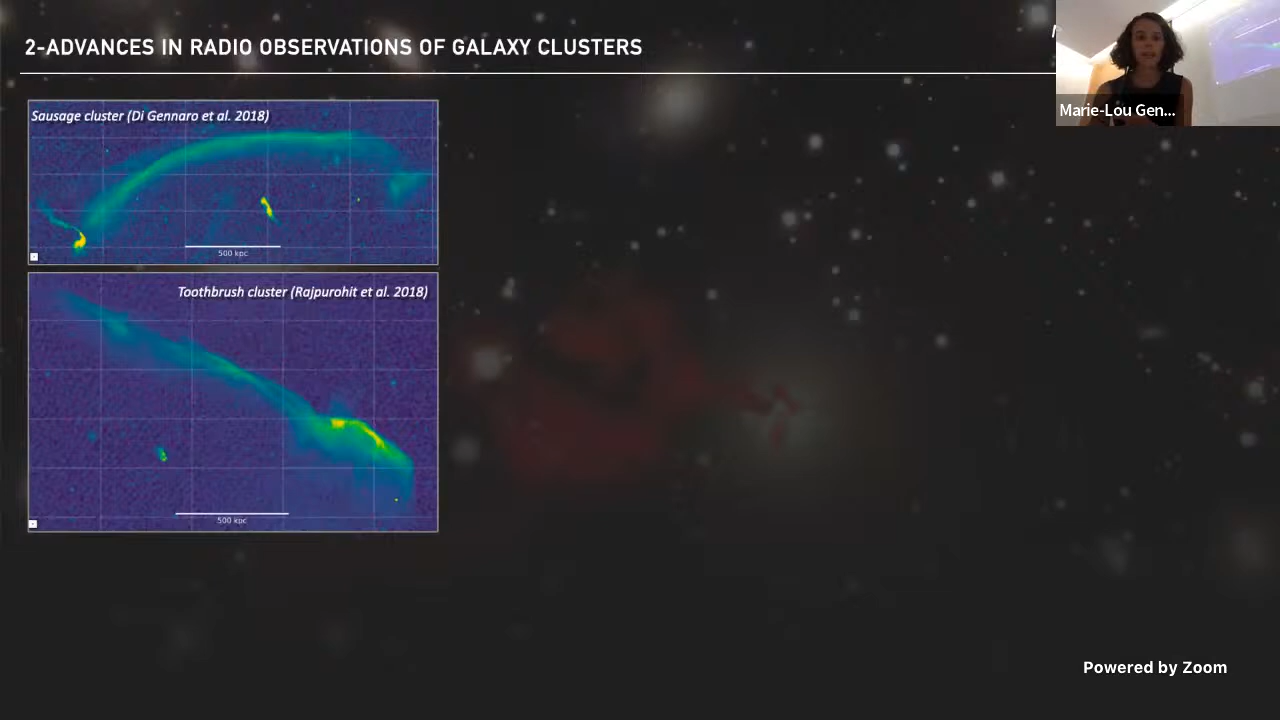 2-ADVANCES IN RADIO OBSERVATIONS OF GALAXY CLUSTERS
Marie-Lou Gen...
Sausage cluster (Di Gennaro et al. 2018)
500 kpc
Toothbrush cluster (Rajpurohit et al. 2018)
500 kpc
Powered by Zoom